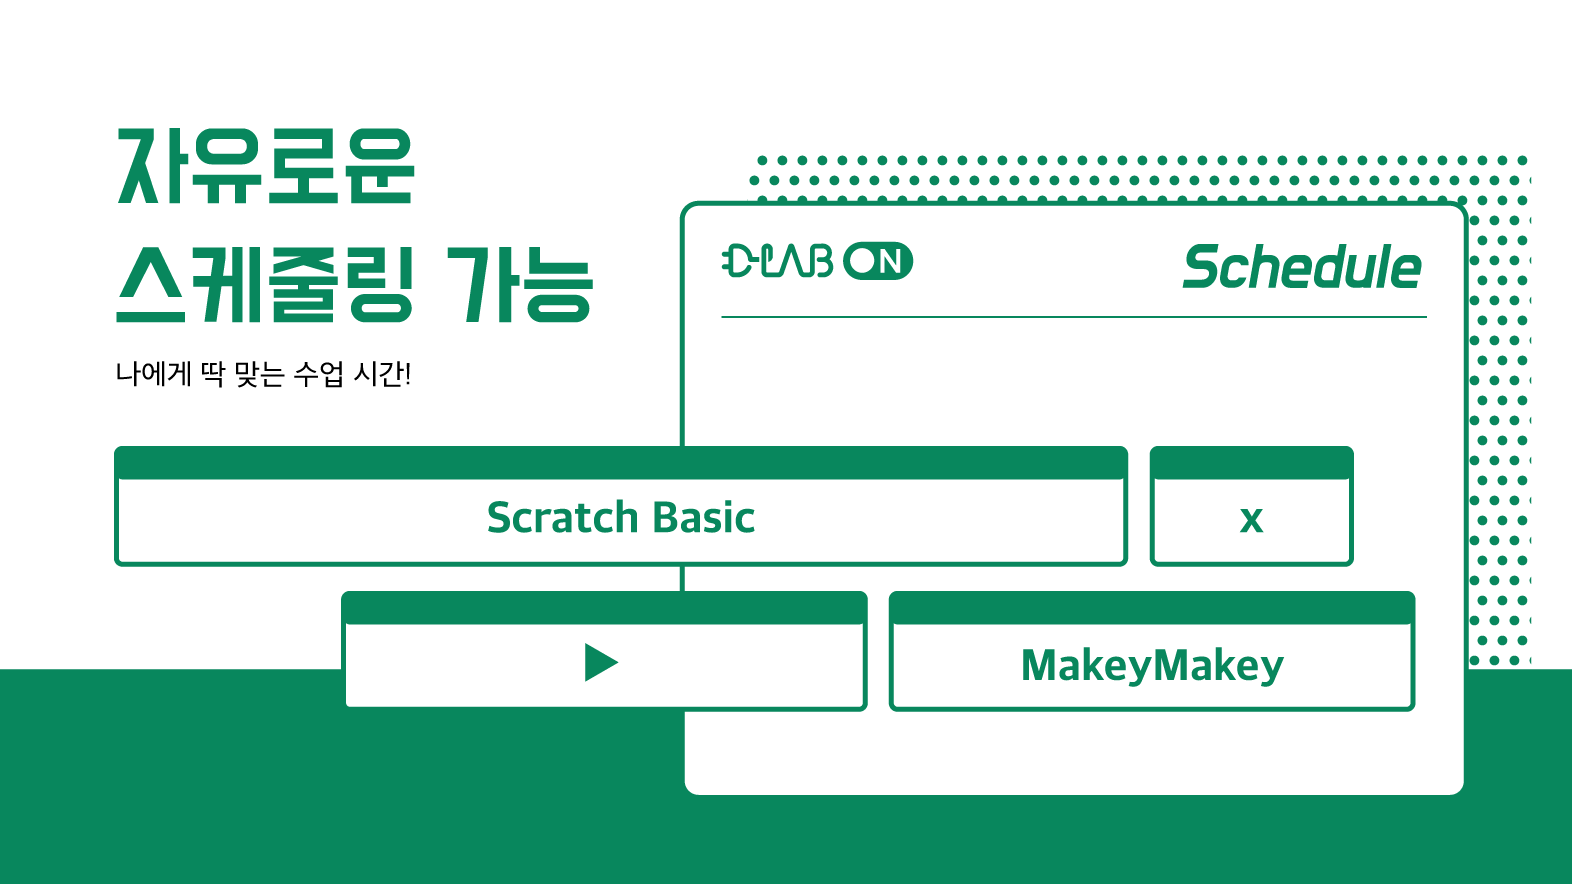 자유로운
스케줄링 가능
나에게 딱 맞는 수업 시간!
D-LAB ON
Schedule
Scratch Basic
x
MakeyMakey